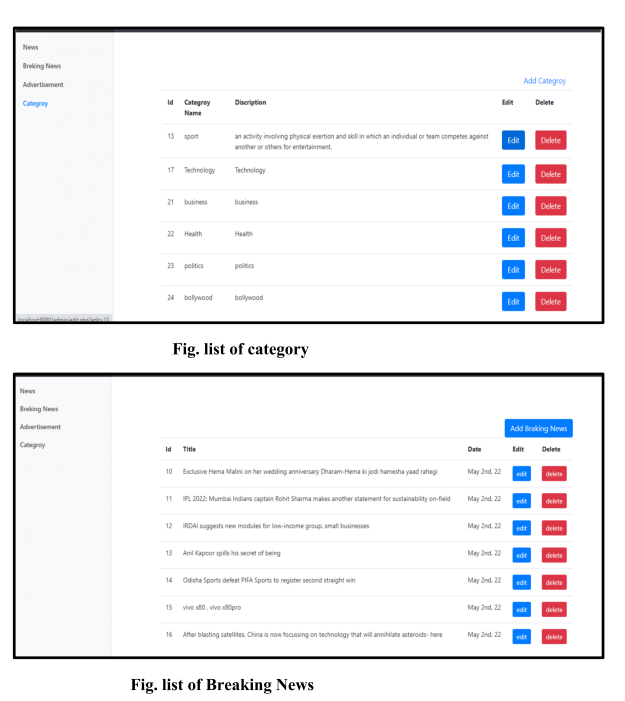 News
Breking News
Advertisement
Categroy
Add Categroy
Id Categroy Name Discription Edit Delete
13 sport an activity involving physical exertion and skill in which an individual or team competes against
another or others for entertainment. Edit Delete
17 Technology Technology Edit Delete
21 business business Edit Delete
22 Health Health Edit Delete
23 politics politics Edit Delete
24 bollywood bollywood Edit Delete
localhost:8080/admin/edit.php?edit=13
Fig. list of category
News
Breking News
Advertisement
Categroy
Add Braking News
Id Title Date Edit Delete
10 Exclusive Hema Malini on her wedding anniversary Dharam-Hema ki jodi hamesha yaad rahegi May 2nd, 22 edit delete
11 IPL 2022: Mumbai Indians captain Rohit Sharma makes another statement for sustainability on-field May 2nd, 22 edit delete
12 IRDAI suggests new modules for low-income group, small businesses May 2nd, 22 edit delete
13 Anil Kapoor spills his secret of being May 2nd, 22 edit delete
14 Odisha Sports defeat PIFA Sports to register second straight win May 2nd, 22 edit delete
15 vivo x80 , vivo x80pro May 2nd, 22 edit delete
16 After blasting satellites, China is now focussing on technology that will annihilate asteroids- here May 2nd, 22 edit delete
Fig. list of Breaking News